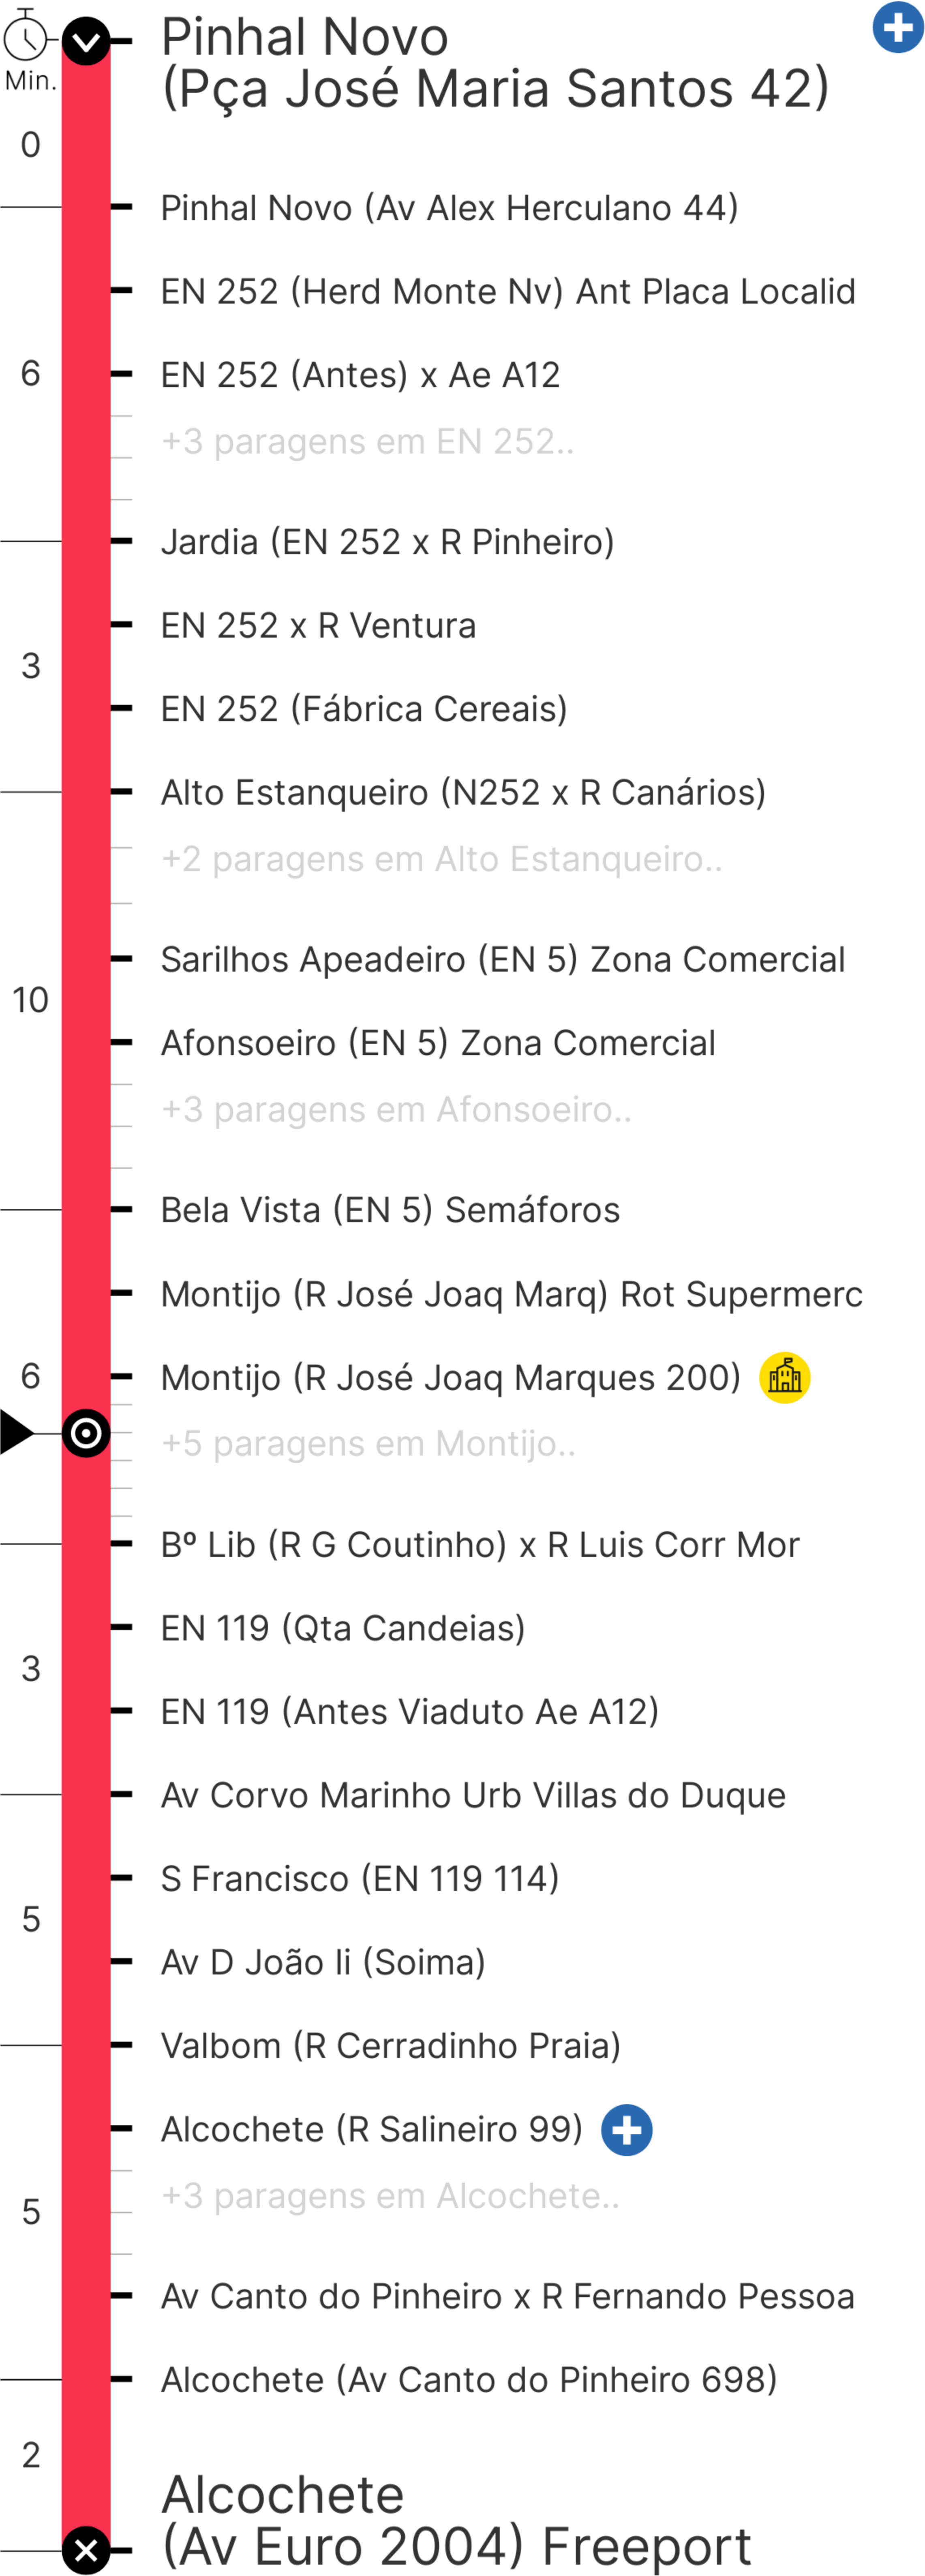 Pinhal Novo
(Pça José Maria Santos 42)
Min.
0
Pinhal Novo (Av Alex Herculano 44)
EN 252 (Herd Monte Nv) Ant Placa Localid
6
EN 252 (Antes) x Ae A12
+3 paragens em EN 252..
Jardia (EN 252 x R Pinheiro)
EN 252 x R Ventura
3
EN 252 (Fábrica Cereais)
Alto Estanqueiro (N252 x R Canários)
+2 paragens em Alto Estanqueiro..
Sarilhos Apeadeiro (EN 5) Zona Comercial
10
Afonsoeiro (EN 5) Zona Comercial
+3 paragens em Afonsoeiro..
Bela Vista (EN 5) Semáforos
Montijo (R José Joaq Marq) Rot Supermerc
6
Montijo (R José Joaq Marques 200)
+5 paragens em Montijo..
Bº Lib (R G Coutinho) x R Luis Corr Mor
EN 119 (Qta Candeias)
3
EN 119 (Antes Viaduto Ae A12)
Av Corvo Marinho Urb Villas do Duque
S Francisco (EN 119 114)
5
Av D João Ii (Soima)
Valbom (R Cerradinho Praia)
Alcochete (R Salineiro 99)
+3 paragens em Alcochete..
5
Av Canto do Pinheiro x R Fernando Pessoa
Alcochete (Av Canto do Pinheiro 698)
2
Alcochete
(Av Euro 2004) Freeport